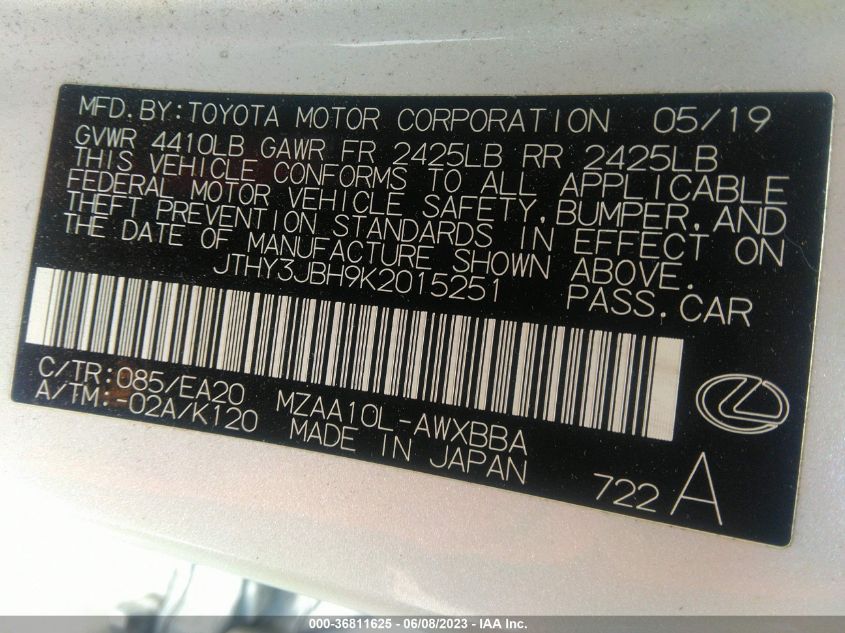 MFD.BY:TOYOTA MOTOR CORPORATION 05/19
GVWR 4410LB GAWR FR 2425LB RR 2425LB
THIS VEHICLE CONFORMS TO ALL APPLICABLE
FEDERAL MOTOR VEHICLE SAFETY,BUMPER,AND
THEFT PREVENTION STANDARDS IN EFFECT ON
THE DATE OF MANUFACTURE SHOWN ABOVE.
JTHY3JBH9K2015251 PASS.CAR
C/TR:085/EA20 MZAA10L-AWXBBA
A/TM:-02A/K120 MADE IN JAPAN
722 A
000-36811625 - 06/08/2023 - IAA Inc.